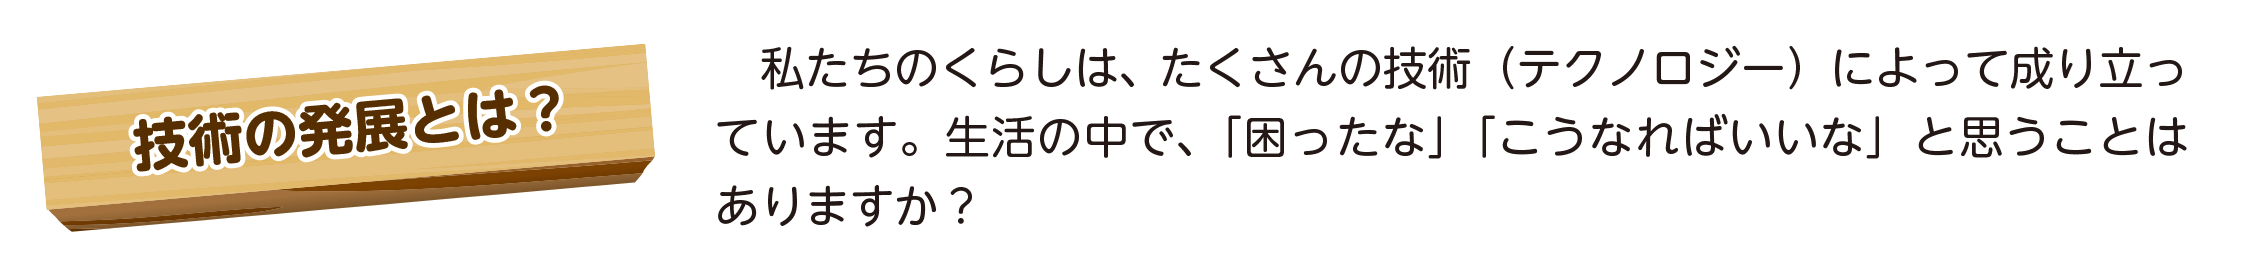 技術の発展とは？
　私たちのくらしは、たくさんの技術（テクノロジー）によって成り立っ
ています。生活の中で、「困ったな」「こうなればいいな」と思うことは
ありますか？